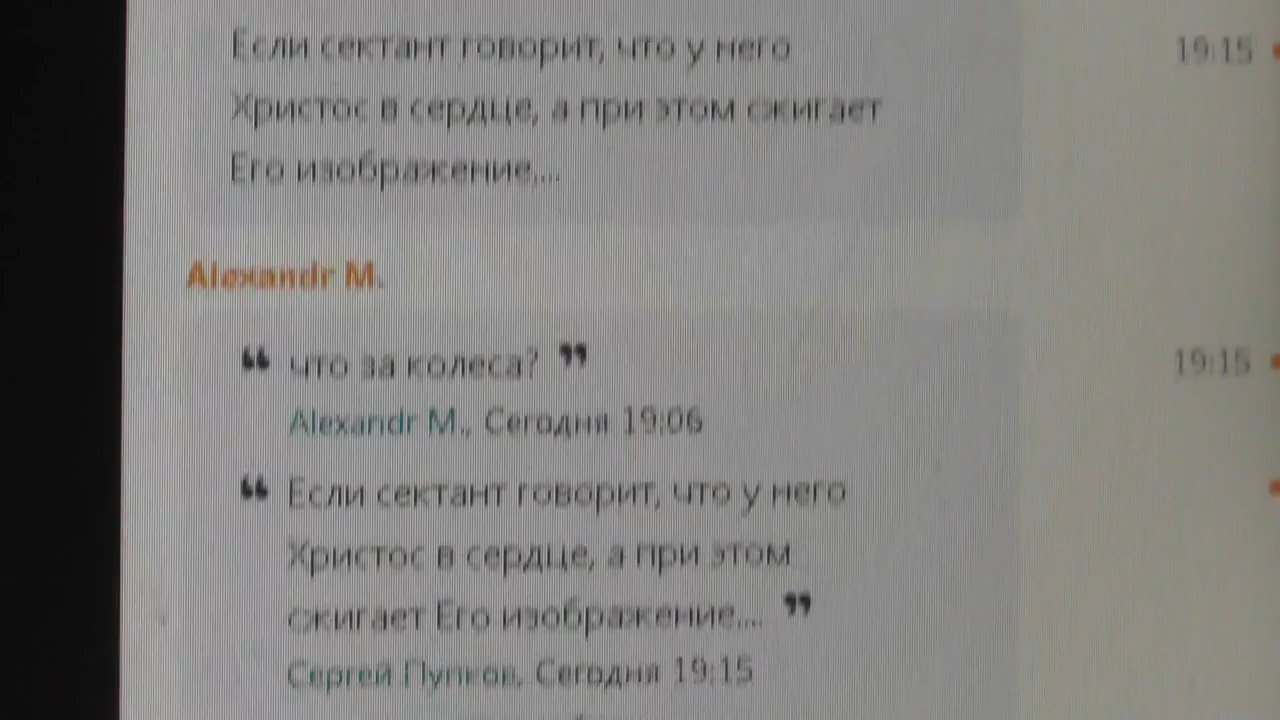 Если сектант говорит, что у него
19:15
Христос в сердце, а при этом сжигает
Его изображение....
Alexandr M.
❝ что за колеса? ❞
19:15
Alexandr M., Сегодня 19:06
❝ Если сектант говорит, что у него
Христос в сердце, а при этом
сжигает Его изображение.... ❞
Сергей Пупков, Сегодня 19:15